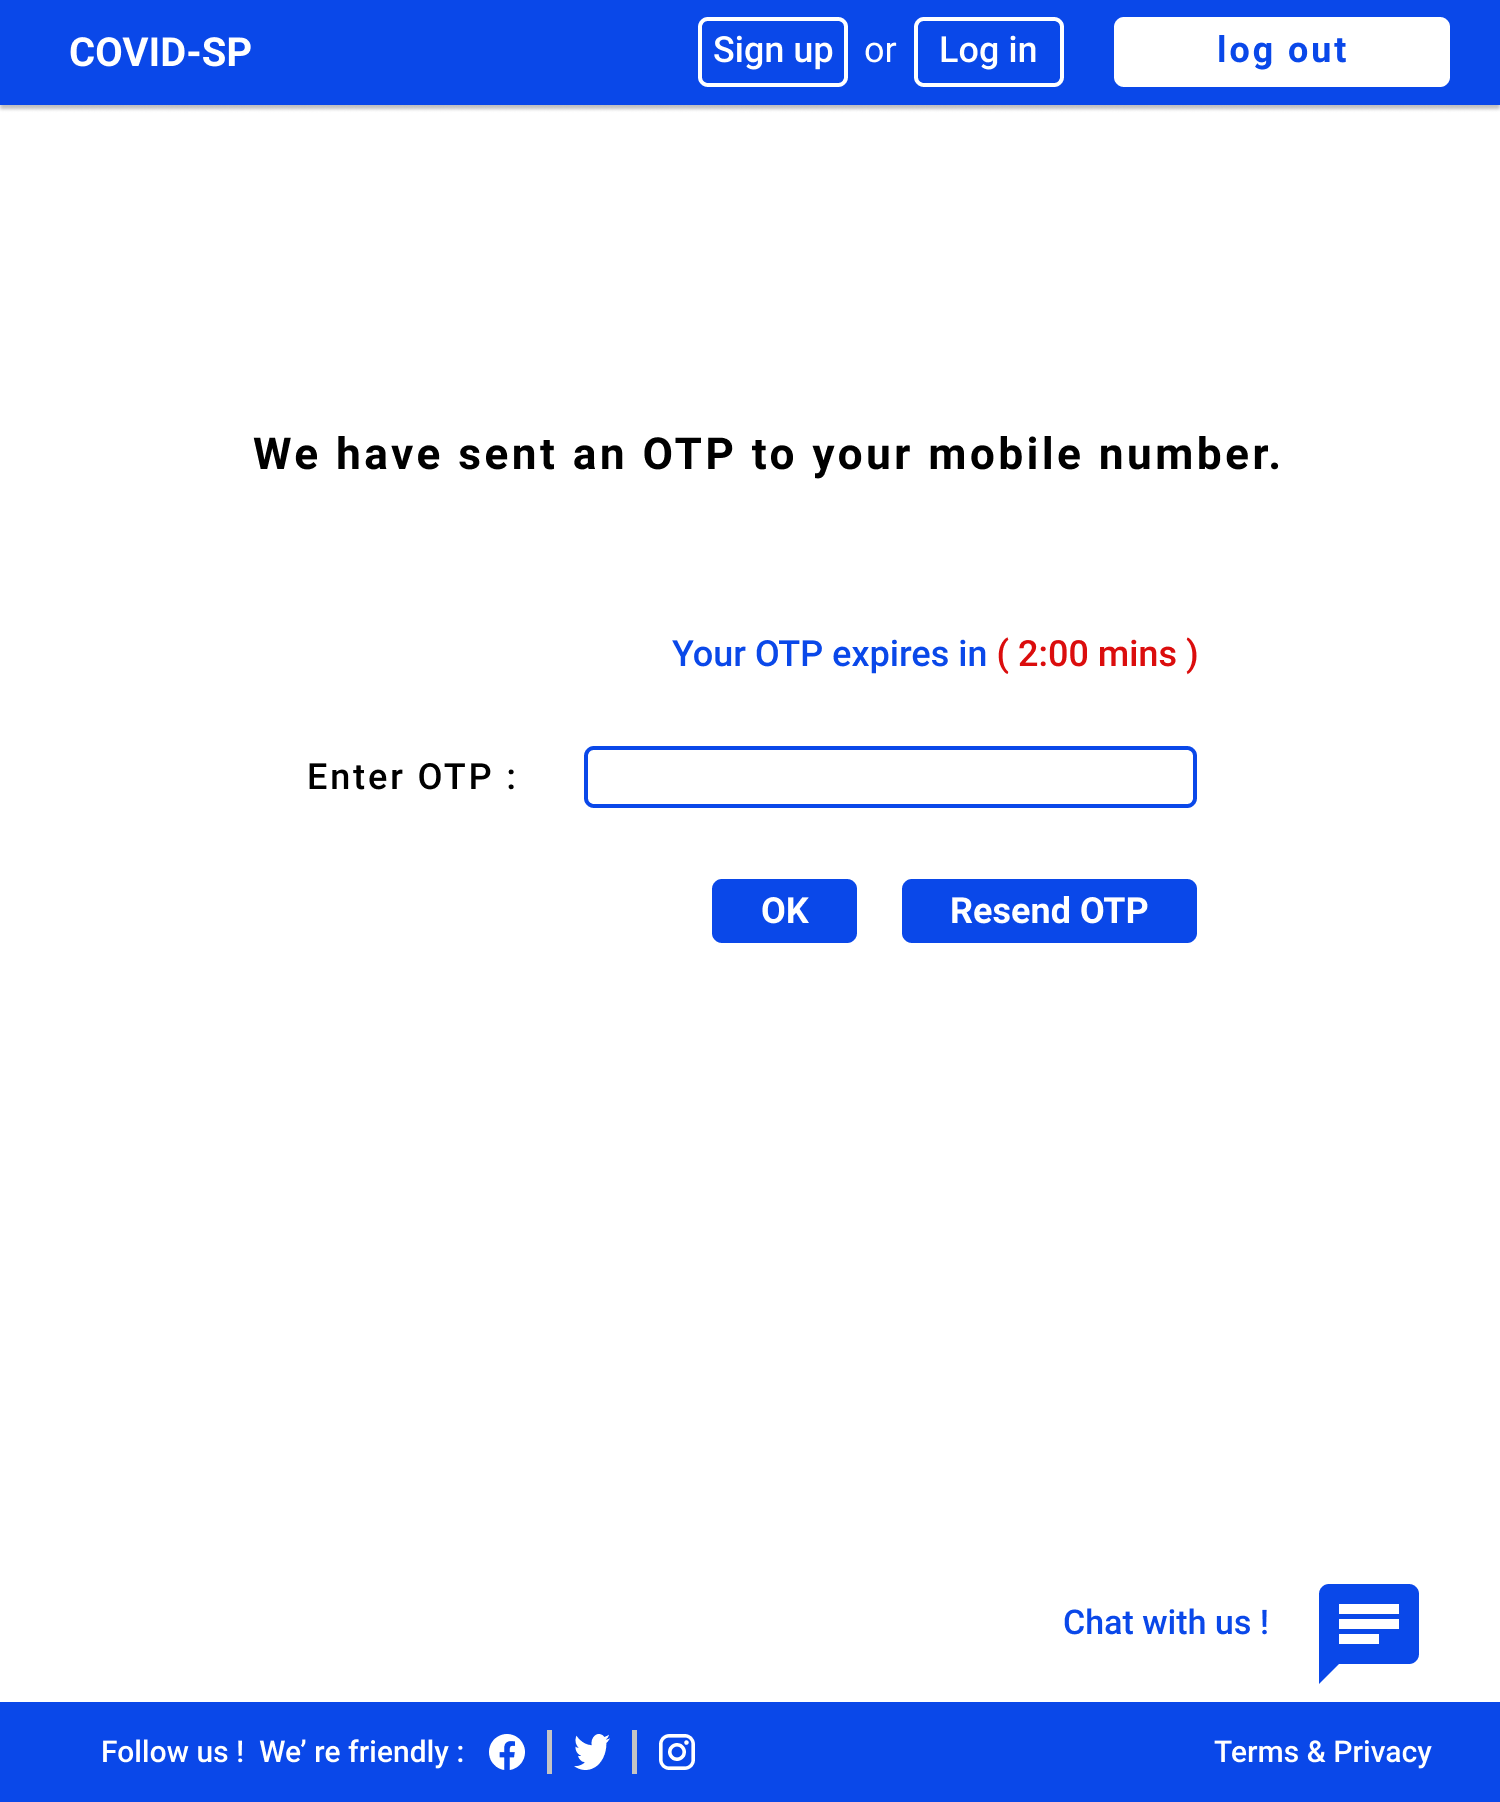 COVID-SP
Sign up or Log in log out
We have sent an OTP to your mobile number.
Your OTP expires in ( 2:00 mins )
Enter OTP :
OK Resend OTP
Chat with us !
Follow us ! We’ re friendly :
Terms & Privacy